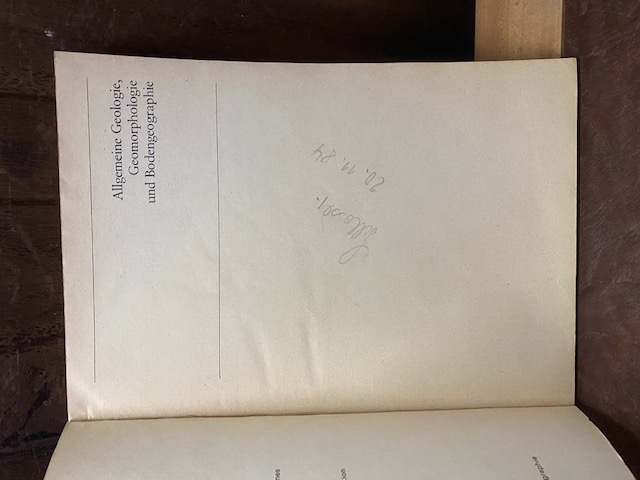 Allgemeine Geologie,
Geomorphologie
und Bodengeographie
20.11.84